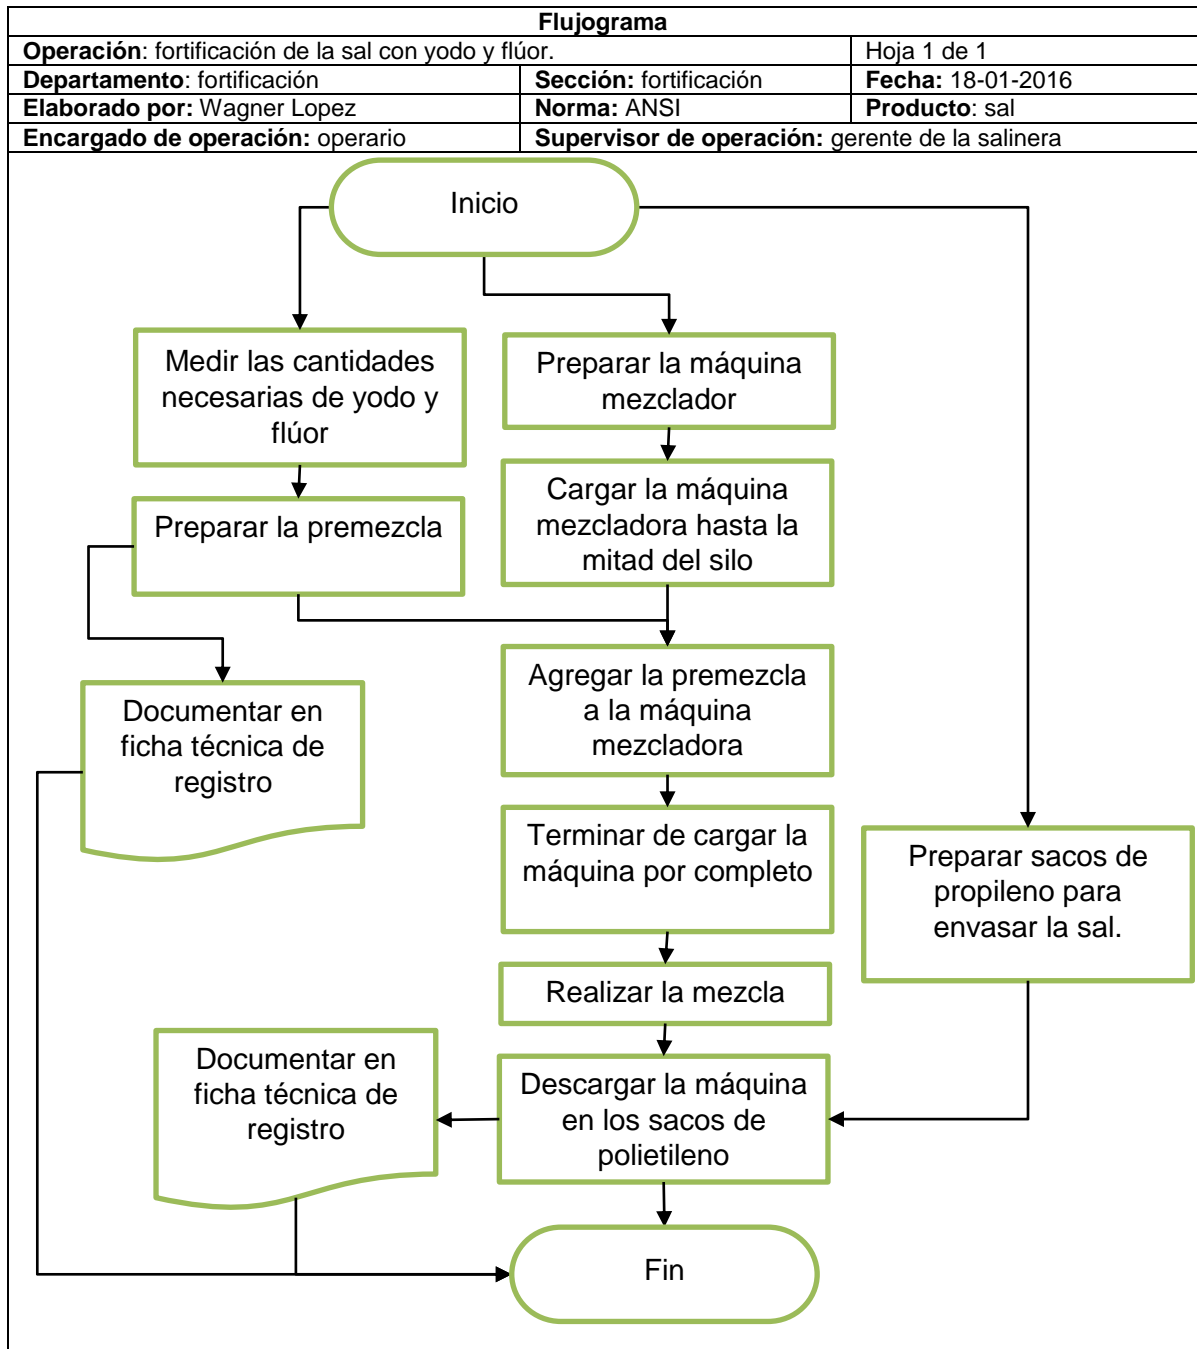 Flujograma
Operación: fortificación de la sal con yodo y flúor.
Hoja 1 de 1
Departamento: fortificación
Sección: fortificación
Fecha: 18-01-2016
Elaborado por: Wagner Lopez
Norma: ANSI
Producto: sal
Encargado de operación: operario
Supervisor de operación: gerente de la salinera
Inicio
Medir las cantidades
necesarias de yodo y
flúor
Preparar la máquina
mezclador
Preparar la premezcla
Cargar la máquina
mezcladora hasta la
mitad del silo
Agregar la premezcla
a la máquina
mezcladora
Documentar en
ficha técnica de
registro
Terminar de cargar la
máquina por completo
Preparar sacos de
propileno para
envasar la sal.
Realizar la mezcla
Documentar en
ficha técnica de
registro
Descargar la máquina
en los sacos de
polietileno
Fin